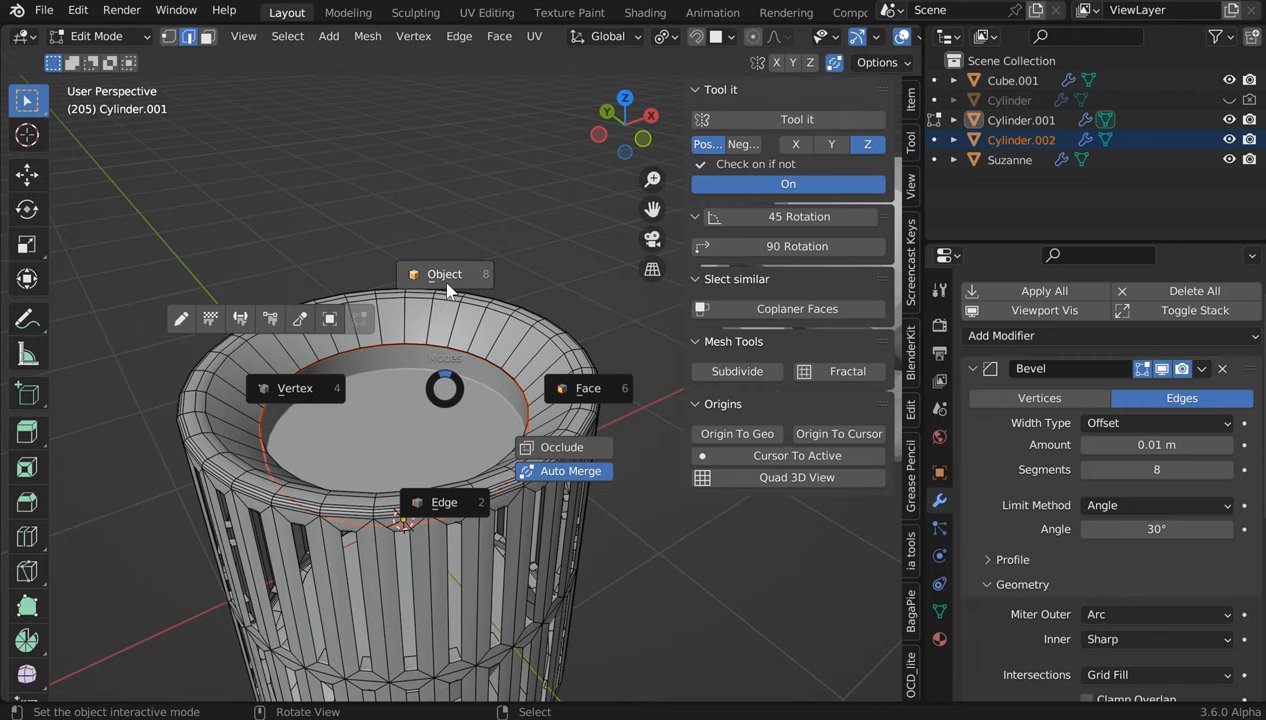 File Edit Render Window Help Layout Modeling Sculpting UV Editing Texture Paint Shading Animation Rendering Compo Scene ViewLayer
Edit Mode View Select Add Mesh Vertex Edge Face UV Global
X Y Z Options
User Perspective
(205) Cylinder.001
Z
Y X
Object 8
Modes
Vertex 4
Face 6
Occlude
Auto Merge
Edge 2
Tool it
Tool it
Pos... Neg... X Y Z
Check on if not
On
45 Rotation
90 Rotation
Slect similar
Coplaner Faces
Mesh Tools
Subdivide Fractal
Origins
Origin To Geo Origin To Cursor
Cursor To Active
Quad 3D View
Item
Tool
View
Screencast Keys
BlenderKit
Edit
Grease Pencil
ia tools
BagaPie
OCD_lite
Scene Collection
Cube.001
Cylinder
Cylinder.001
Cylinder.002
Suzanne
Apply All Delete All
Viewport Vis Toggle Stack
Add Modifier
Bevel
Vertices Edges
Width Type Offset
Amount 0.01 m
Segments 8
Limit Method Angle
Angle 30°
Profile
Geometry
Miter Outer Arc
Inner Sharp
Intersections Grid Fill
Clamp Overlap
Set the object interactive mode Rotate View Select 3.6.0 Alpha